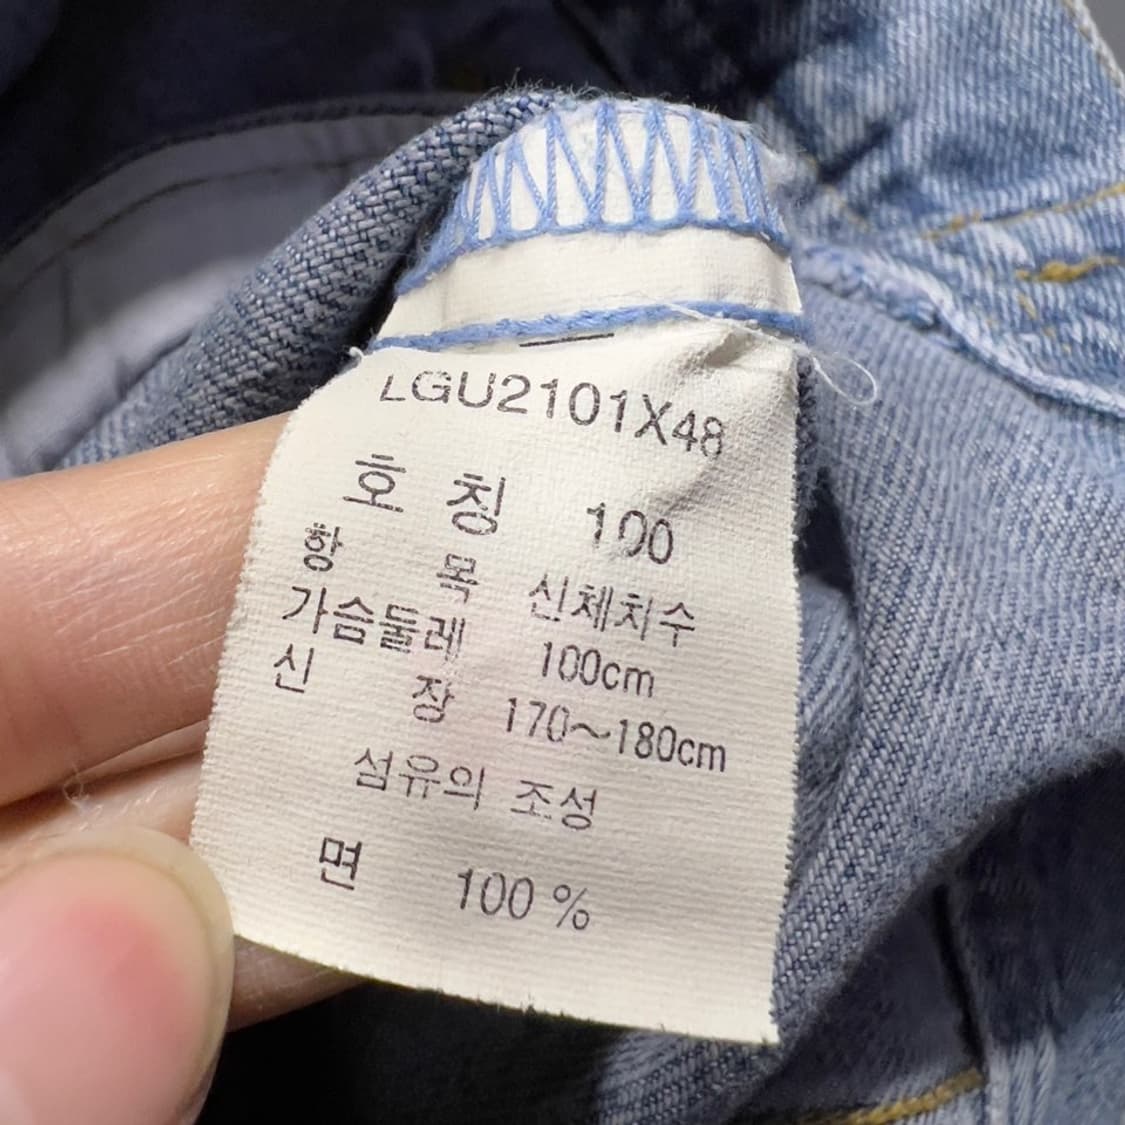 LGU2101X48
호 칭 100
항 목 신체치수
가슴둘레 100cm
신 장 170~180cm
섬유의 조성
면 100 %